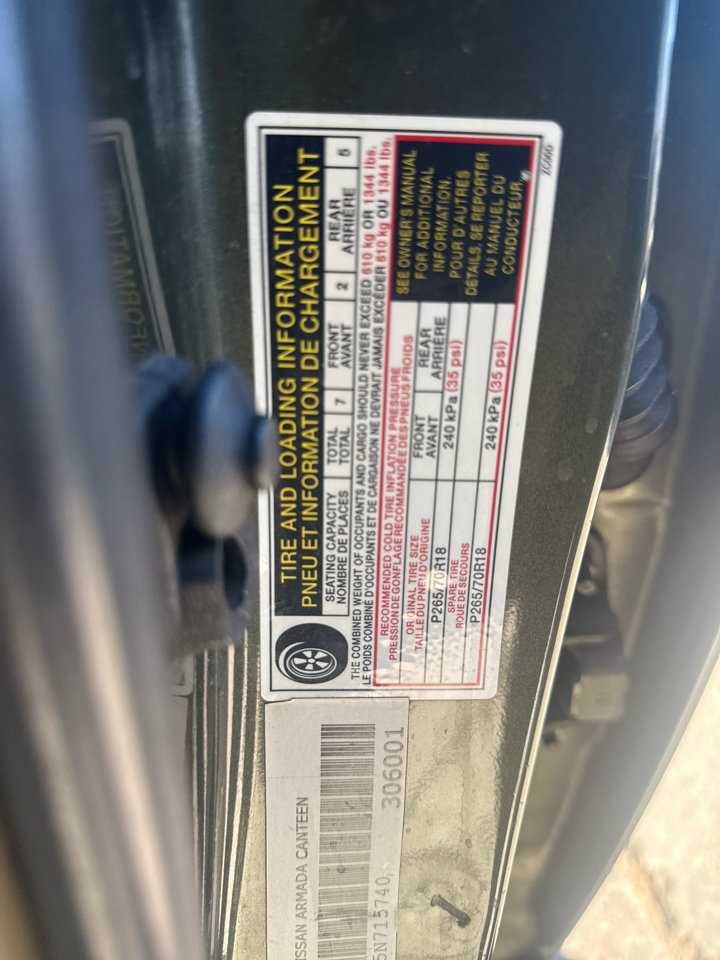 TIRE AND LOADING INFORMATION
PNEU ET INFORMATION DE CHARGEMENT
SEATING CAPACITY TOTAL 7 FRONT 2 REAR 5
NOMBRE DE PLACES TOTAL AVANT ARRIÈRE
THE COMBINED WEIGHT OF OCCUPANTS AND CARGO SHOULD NEVER EXCEED 610 kg OR 1344 lbs.
LE POIDS COMBINÉ D'OCCUPANTS ET DE CARGAISON NE DEVRAIT JAMAIS EXCÉDER 610 kg OU 1344 lbs.
RECOMMENDED COLD TIRE INFLATION PRESSURE
PRESSION DE GONFLAGE RECOMMANDÉE DES PNEUS FROIDS
ORIGINAL TIRE SIZE FRONT REAR
TAILLE DU PNEU D'ORIGINE AVANT ARRIÈRE
P265/70R18 240 kPa (35 psi)
SPARE TIRE
ROUE DE SECOURS
P265/70R18 240 kPa (35 psi)
SEE OWNER'S MANUAL
FOR ADDITIONAL
INFORMATION.
POUR D'AUTRES
DÉTAILS, SE REPORTER
AU MANUEL DU
CONDUCTEUR.
ZC66G
ISSAN ARMADA CANTEEN
5N715740, 306001